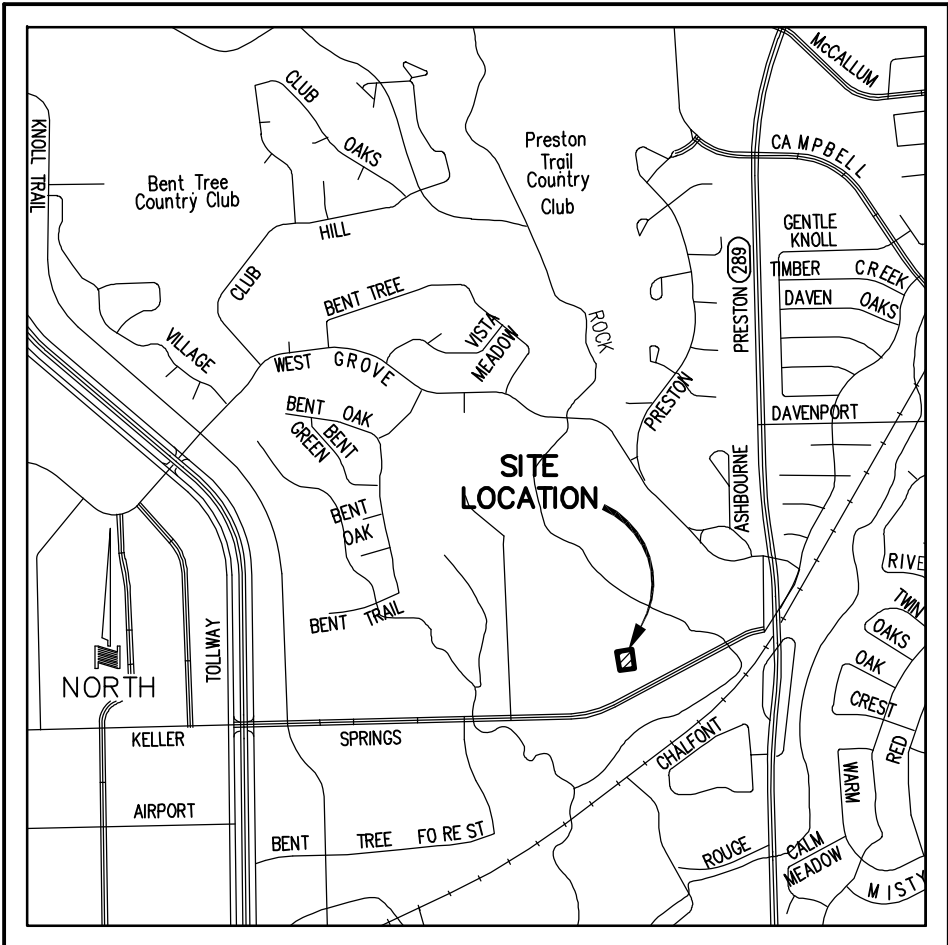 McCALLUM
CLUB
OAKS
KNOLL TRAIL
Bent Tree
Country Club
Preston
Trail
Country
Club
CAMPBELL
HILL
GENTLE
KNOLL
CLUB
289
PRESTON
TIMBER CREEK
DAVEN OAKS
BENT TREE
VISTA
MEADOW
ROCK
VILLAGE
WEST GROVE
PRESTON
BENT OAK
BENT
GREEN
DAVENPORT
SITE
LOCATION
ASHBOURNE
BENT
OAK
RIVE
TWIN
OAKS
BENT TRAIL
OAK
CREST
TOLLWAY
NORTH
KELLER SPRINGS
CHALFONT
RED
WARM
AIRPORT
BENT TREE FOREST
ROUGE
CALM
MEADOW
MISTY